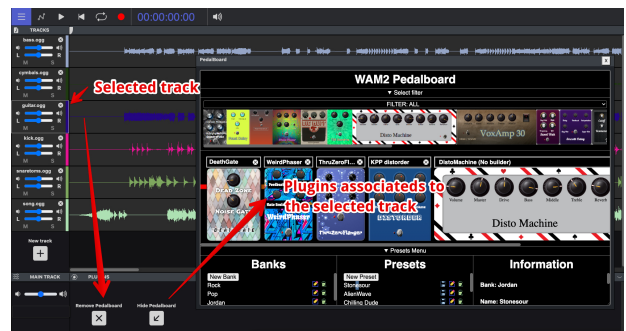 00:00:00:00
TRACKS
bass.ogg
L R
M S
Pedalboard
X
cymbals.ogg
L R
M S
WAM2 Pedalboard
▼ Select filter
FILTER: ALL
Selected track
guitar.ogg
L R
M S
Disto Machine
VoxAmp 30
kick.ogg
L R
M S
DeathGate
WeirdPhaser
ThruZeroFl...
KPP distorder
DistoMachine (No builder)
snaretoms.ogg
L R
M S
DEAD ZONE
NOISE GATE
DEATHGATE
WeirdPhaser
ThruZeroFlanger
DISTORDER
Volume Master Drive Bass Middle Treble Reverb
Disto Machine
Plugins associateds to
the selected track
song.ogg
L R
M S
New track
+
▼ Presets Menu
Banks Presets Information
New Bank
Rock
Pop
Jordan
New Preset
Stonesour
AlienWave
Chilling Dude
Bank: Jordan
Name: Stonesour
MAIN TRACK
PLUGINS
Remove Pedalboard
Hide Pedalboard